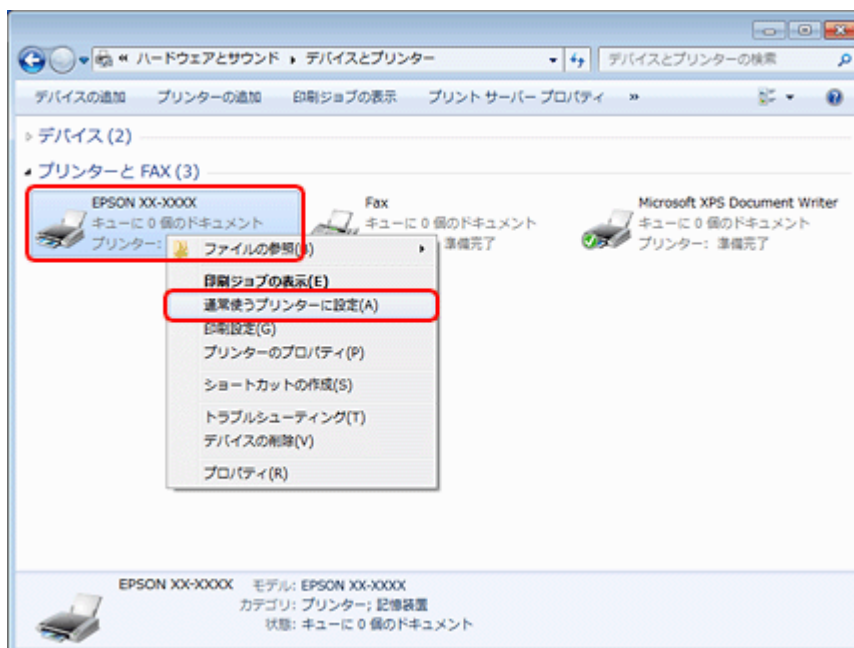 « ハードウェアとサウンド ▸ デバイスとプリンター
デバイスとプリンターの検索
デバイスの追加 プリンターの追加 印刷ジョブの表示 プリント サーバー プロパティ »
デバイス (2)
プリンターと FAX (3)
EPSON XX-XXXX
キューに 0 個のドキュメント
プリンター:
Fax
キューに 0 個のドキュメント
準備完了
Microsoft XPS Document Writer
キューに 0 個のドキュメント
プリンター: 準備完了
ファイルの参照
印刷ジョブの表示(E)
通常使うプリンターに設定(A)
印刷設定(G)
プリンターのプロパティ(P)
ショートカットの作成(S)
トラブルシューティング(T)
デバイスの削除(V)
プロパティ(R)
EPSON XX-XXXX モデル: EPSON XX-XXXX
カテゴリ: プリンター; 記憶装置
状態: キューに 0 個のドキュメント